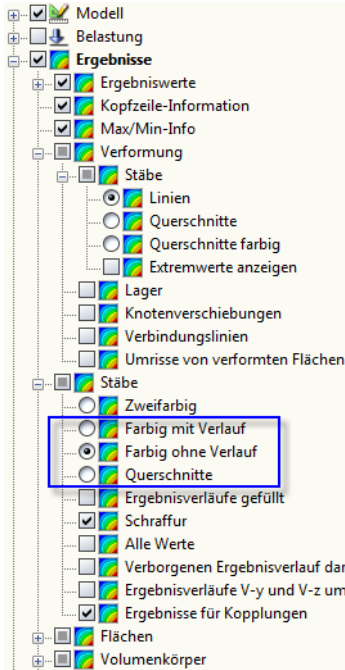 Modell
Belastung
Ergebnisse
Ergebniswerte
Kopfzeile-Information
Max/Min-Info
Verformung
Stäbe
Linien
Querschnitte
Querschnitte farbig
Extremwerte anzeigen
Lager
Knotenverschiebungen
Verbindungslinien
Umrisse von verformten Flächen
Stäbe
Zweifarbig
Farbig mit Verlauf
Farbig ohne Verlauf
Querschnitte
Ergebnisverläufe gefüllt
Schraffur
Alle Werte
Verborgenen Ergebnisverlauf dar
Ergebnisverläufe V-y und V-z um
Ergebnisse für Kopplungen
Flächen
Volumenkörper